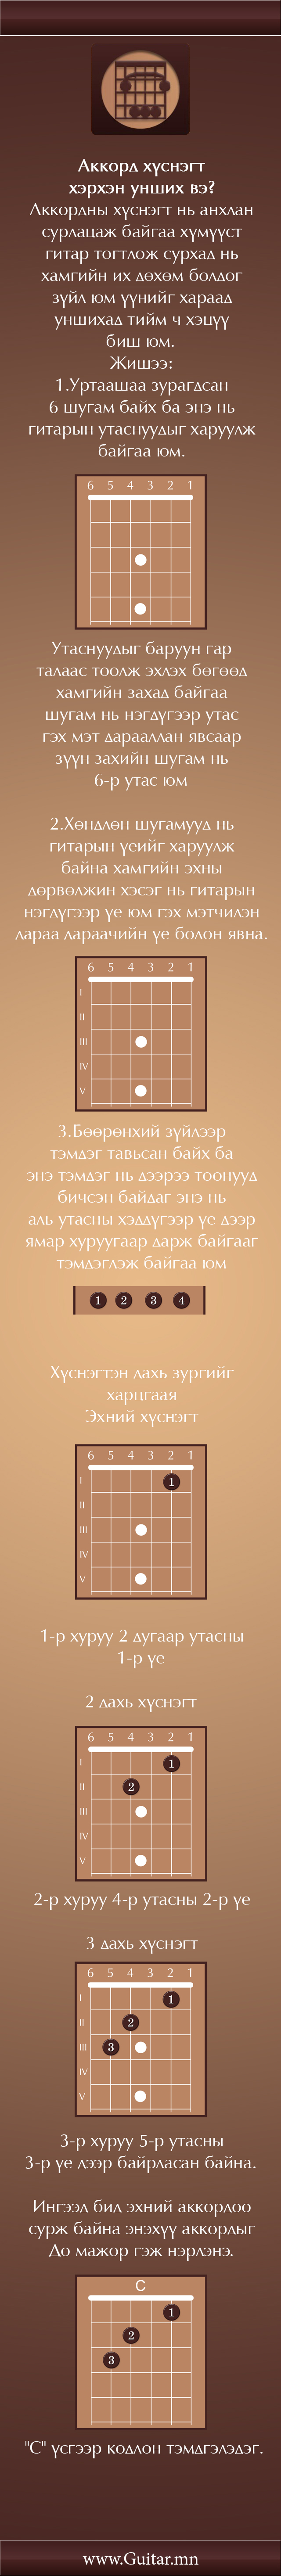 Аккорд хүснэгт
хэрхэн унших вэ?
Аккордны хүснэгт нь анхлан
сурлацаж байгаа хүмүүст
гитар тоглож сурхад нь
хамгийн их дөхөм болдог
зүйл юм үүнийг хараад
уншихад тийм ч хэцүү
биш юм.
Жишээ:
1.Уртаашаа зурагдсан
6 шугам байх ба энэ нь
гитарын утаснуудыг харуулж
байгаа юм.
6 5 4 3 2 1
Утаснуудыг баруун гар
талаас тоолж эхлэх бөгөөд
хамгийн захад байгаа
шугам нь нэгдүгээр утас
гэх мэт дарааллан явсаар
зүүн захийн шугам нь
6-р утас юм
2.Хөндлөн шугамууд нь
гитарын үеийг харуулж
байна хамгийн эхны
дөрвөлжин хэсэг нь гитарын
нэгдүгээр үе юм гэх мэтчилэн
дараа дараачийн үе болон явна.
6 5 4 3 2 1
I
II
III
IV
V
3.Бөөрөнхий зүйлээр
тэмдэг тавьсан байх ба
энэ тэмдэг нь дээрээ тоонууд
бичсэн байдаг энэ нь
аль утасны хэддүгээр үе дээр
ямар хуруугаар дарж байгааг
тэмдэглэж байгаа юм
1 2 3 4
Хүснэгтэн дахь зургийг
харцгаая
Эхний хүснэгт
6 5 4 3 2 1
I 1
II
III
IV
V
1-р хуруу 2 дугаар утасны
1-р үе
2 дахь хүснэгт
6 5 4 3 2 1
I 1
II 2
III
IV
V
2-р хуруу 4-р утасны 2-р үе
3 дахь хүснэгт
6 5 4 3 2 1
I 1
II 2
III 3
IV
V
3-р хуруу 5-р утасны
3-р үе дээр байрласан байна.
Ингээд бид эхний аккордоо
сурж байна энэхүү аккордыг
До мажор гэж нэрлэнэ.
C
1
2
3
"C" үсгээр кодлон тэмдгэлэдэг.
www.Guitar.mn